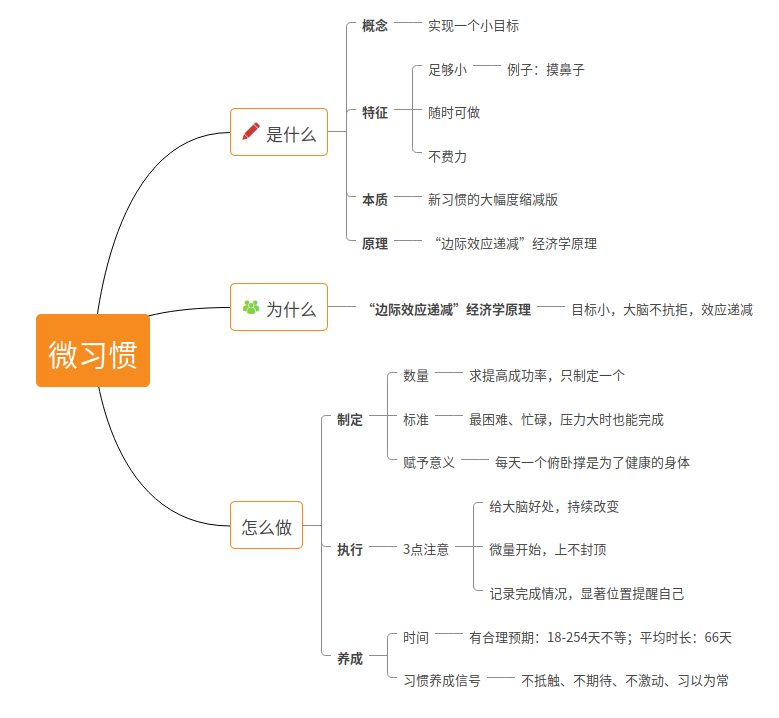 微习惯
是什么
概念
实现一个小目标
特征
足够小
例子：摸鼻子
随时可做
不费力
本质
新习惯的大幅度缩减版
原理
“边际效应递减”经济学原理
为什么
“边际效应递减”经济学原理
目标小，大脑不抗拒，效应递减
怎么做
制定
数量
求提高成功率，只制定一个
标准
最困难、忙碌，压力大时也能完成
赋予意义
每天一个俯卧撑是为了健康的身体
执行
3点注意
给大脑好处，持续改变
微量开始，上不封顶
记录完成情况，显著位置提醒自己
养成
时间
有合理预期：18-254天不等；平均时长：66天
习惯养成信号
不抵触、不期待、不激动、习以为常